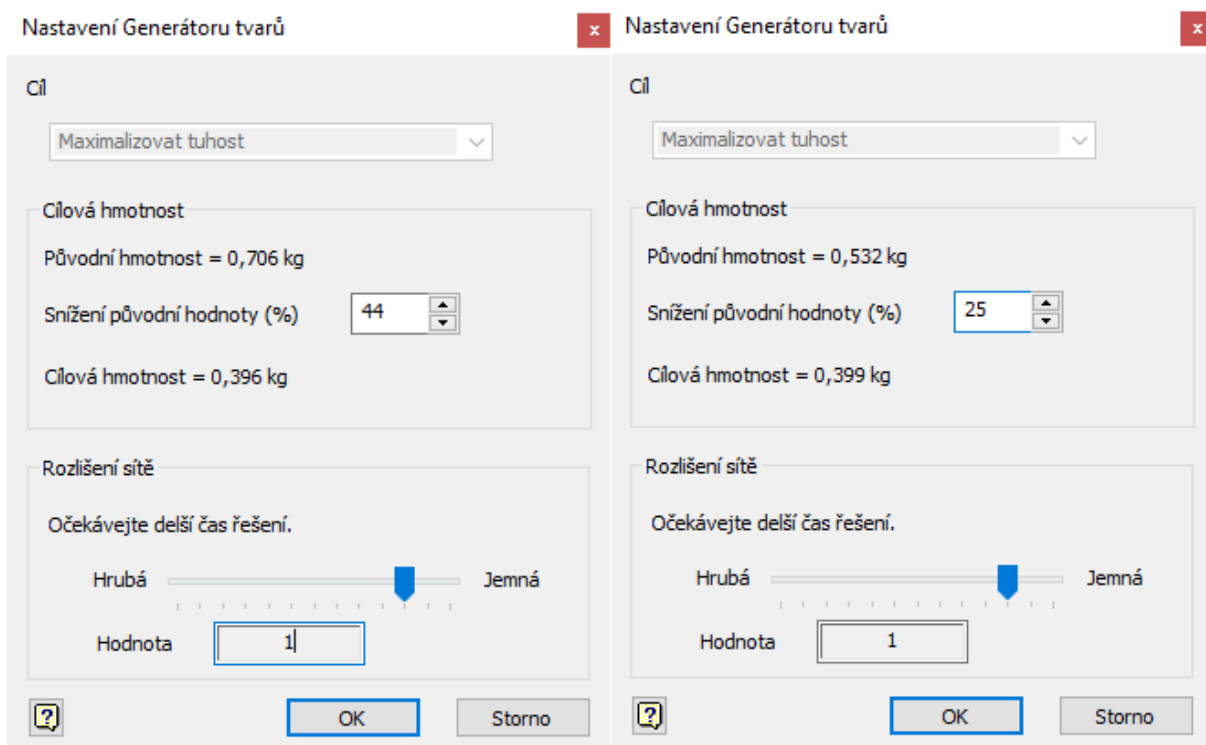 Nastavení Generátoru tvarů
x
Cíl
Maximalizovat tuhost
Cílová hmotnost
Původní hmotnost = 0,706 kg
Snížení původní hodnoty (%)
44
Cílová hmotnost = 0,396 kg
Rozlišení sítě
Očekávejte delší čas řešení.
Hrubá
Jemná
Hodnota
1
?
OK
Storno
Nastavení Generátoru tvarů
x
Cíl
Maximalizovat tuhost
Cílová hmotnost
Původní hmotnost = 0,532 kg
Snížení původní hodnoty (%)
25
Cílová hmotnost = 0,399 kg
Rozlišení sítě
Očekávejte delší čas řešení.
Hrubá
Jemná
Hodnota
1
?
OK
Storno